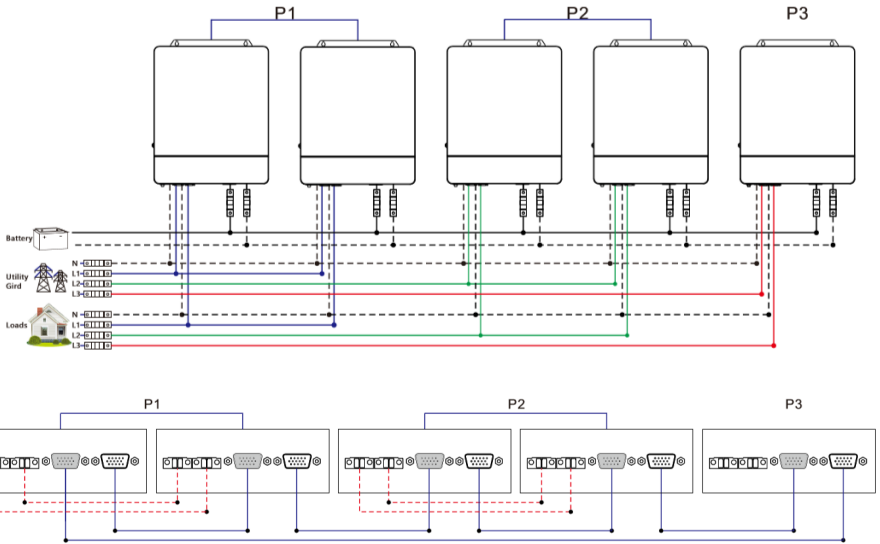 P1 P2 P3
Battery
N
L1
Utility
Gird
L2
L3
N
L1
Loads
L2
L3
P1 P2 P3